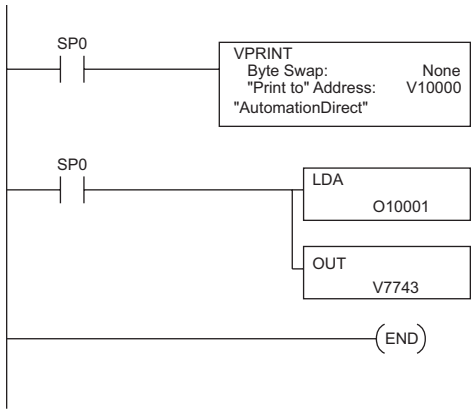 SP0
VPRINT
Byte Swap: None
"Print to" Address: V10000
"AutomationDirect"
SP0
LDA
O10001
OUT
V7743
END